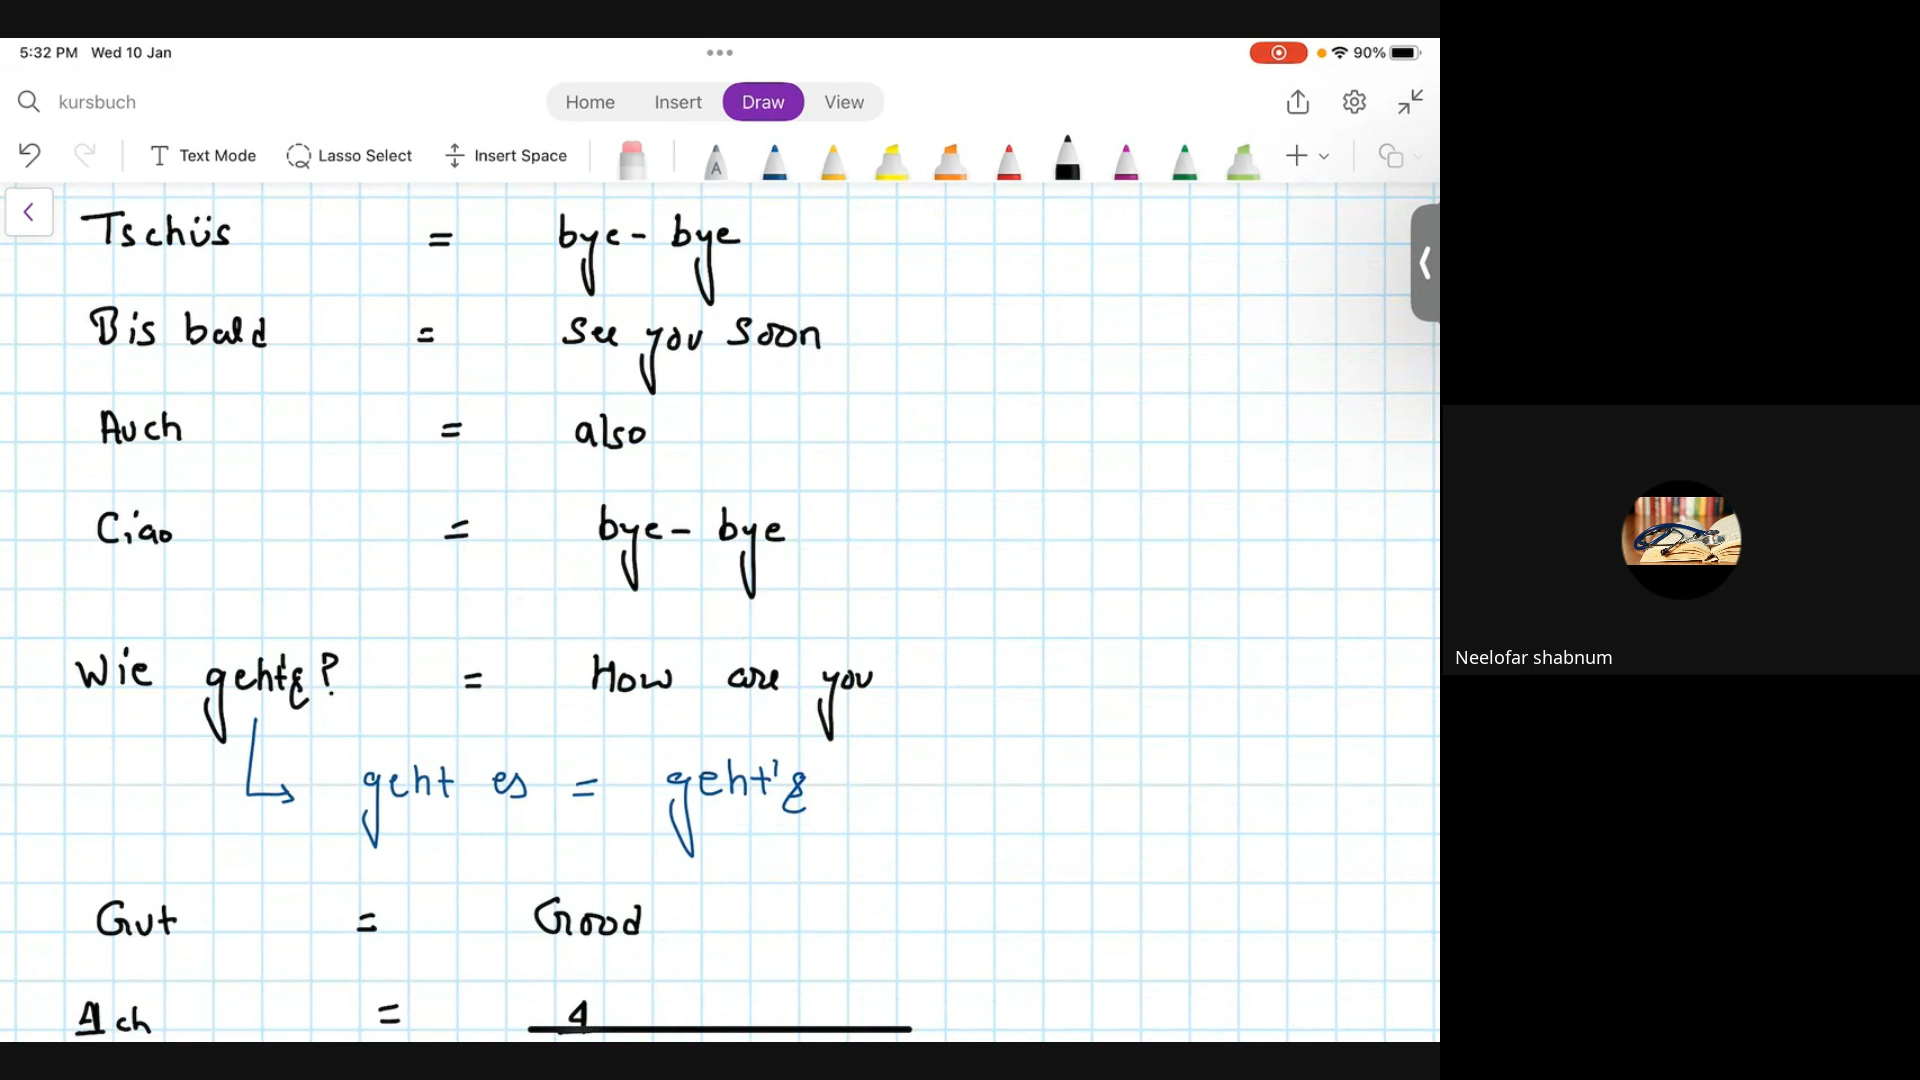 5:32 PM Wed 10 Jan
90%
kursbuch
Home Insert Draw View
Text Mode Lasso Select Insert Space
A
Tschüs = bye-bye
Bis bald = See you soon
Auch = also
Ciao = bye-bye
Wie geht's? = How are you
geht es = geht's
Gut = Good
Ach =
Neelofar shabnum